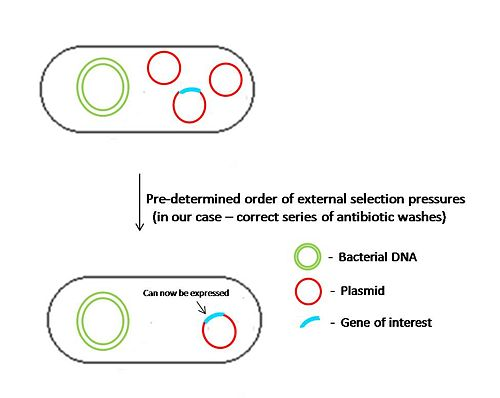 Pre-determined order of external selection pressures
(in our case – correct series of antibiotic washes)
- Bacterial DNA
Can now be expressed
- Plasmid
- Gene of interest